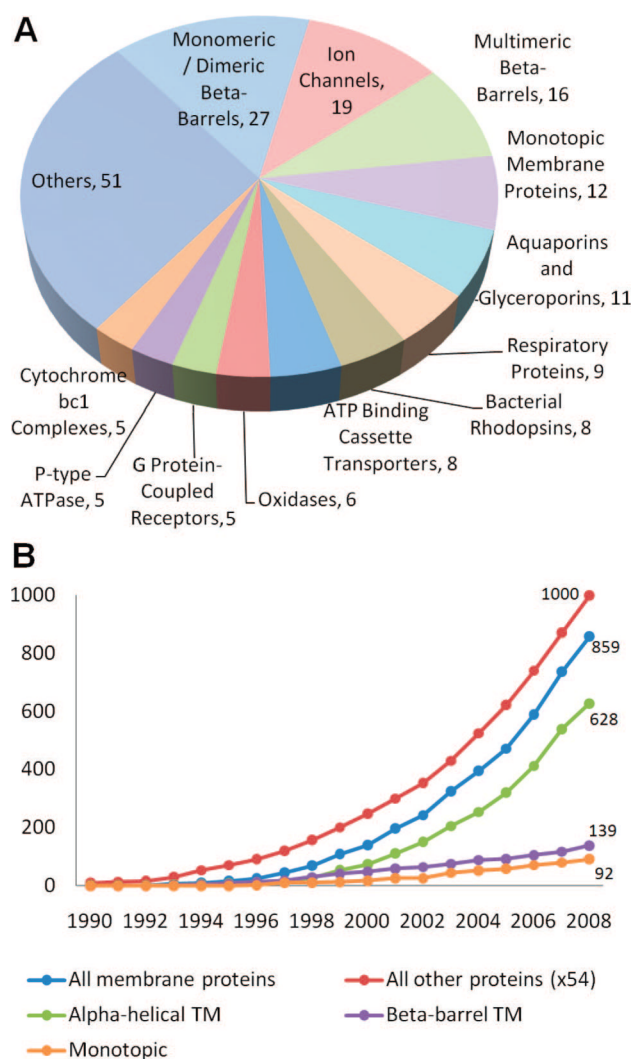 A
Monomeric
/ Dimeric
Beta-
Barrels, 27
Ion
Channels,
19
Multimeric
Beta-
Barrels, 16
Monotopic
Membrane
Proteins, 12
Aquaporins
and
Glyceroporins, 11
Respiratory
Proteins, 9
Bacterial
Rhodopsins, 8
ATP Binding
Cassette
Transporters, 8
Oxidases, 6
G Protein-
Coupled
Receptors,5
P-type
ATPase, 5
Cytochrome
bc1
Complexes, 5
Others, 51
B
1000
800
600
400
200
0
1000
859
628
139
92
1990 1992 1994 1996 1998 2000 2002 2004 2006 2008
All membrane proteins
All other proteins (x54)
Alpha-helical TM
Beta-barrel TM
Monotopic